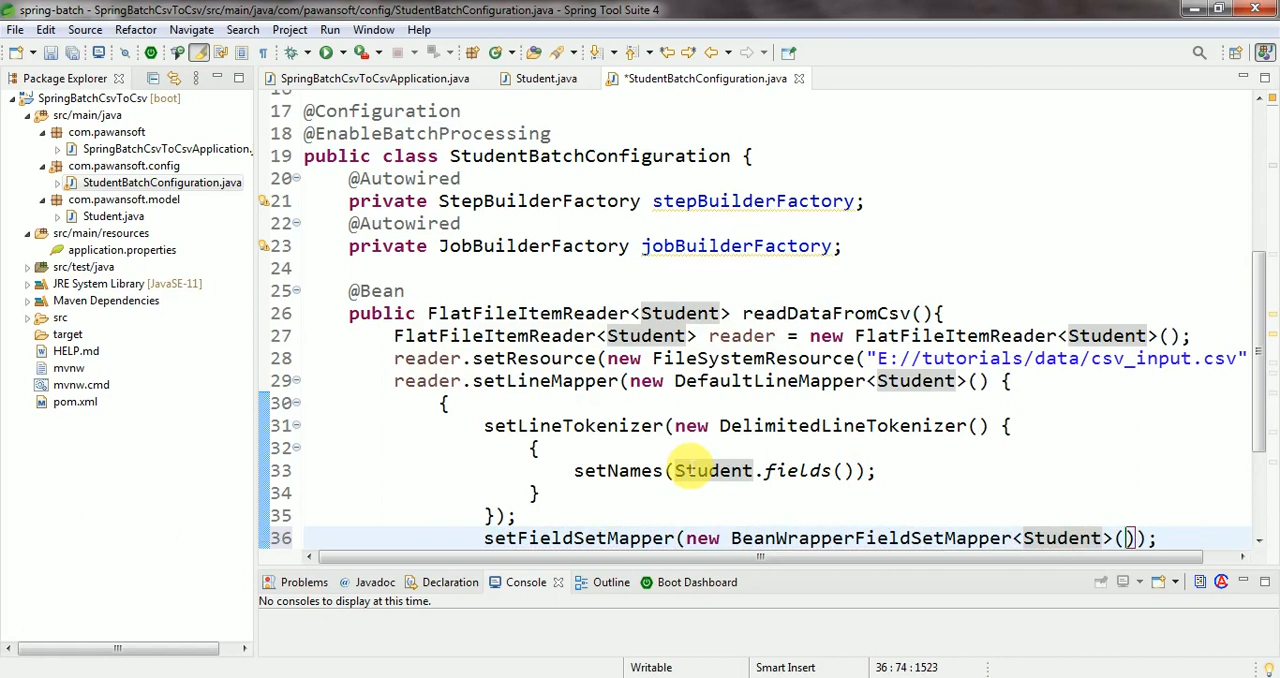 spring-batch - SpringBatchCsvToCsv/src/main/java/com/pawansoft/config/StudentBatchConfiguration.java - Spring Tool Suite 4
File Edit Source Refactor Navigate Search Project Run Window Help
Package Explorer
SpringBatchCsvToCsvApplication.java Student.java *StudentBatchConfiguration.java
SpringBatchCsvToCsv [boot]
src/main/java
com.pawansoft
SpringBatchCsvToCsvApplication.
com.pawansoft.config
StudentBatchConfiguration.java
com.pawansoft.model
Student.java
src/main/resources
application.properties
src/test/java
JRE System Library [JavaSE-11]
Maven Dependencies
src
target
HELP.md
mvnw
mvnw.cmd
pom.xml
16
17 @Configuration
18 @EnableBatchProcessing
19 public class StudentBatchConfiguration {
20 @Autowired
21 private StepBuilderFactory stepBuilderFactory;
22 @Autowired
23 private JobBuilderFactory jobBuilderFactory;
24
25 @Bean
26 public FlatFileItemReader<Student> readDataFromCsv(){
27 FlatFileItemReader<Student> reader = new FlatFileItemReader<Student>();
28 reader.setResource(new FileSystemResource("E://tutorials/data/csv_input.csv"
29 reader.setLineMapper(new DefaultLineMapper<Student>() {
30 {
31 setLineTokenizer(new DelimitedLineTokenizer() {
32 {
33 setNames(Student.fields());
34 }
35 });
36 setFieldSetMapper(new BeanWrapperFieldSetMapper<Student>());
Problems Javadoc Declaration Console Outline Boot Dashboard
No consoles to display at this time.
Writable Smart Insert 36 : 74 : 1523